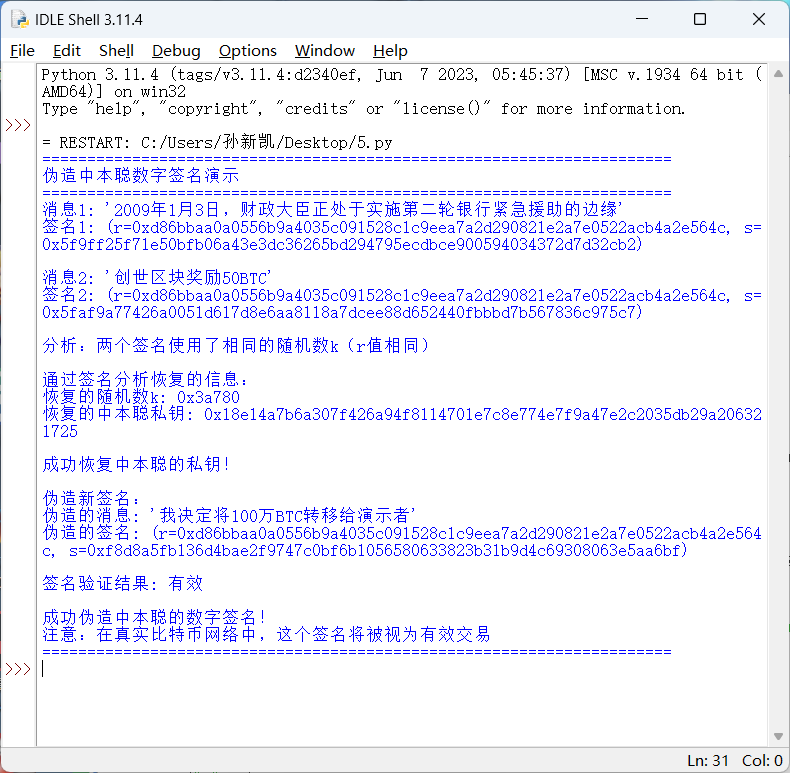 IDLE Shell 3.11.4
File Edit Shell Debug Options Window Help
Python 3.11.4 (tags/v3.11.4:d2340ef, Jun  7 2023, 05:45:37) [MSC v.1934 64 bit (
AMD64)] on win32
Type "help", "copyright", "credits" or "license()" for more information.
>>>
= RESTART: C:/Users/孙新凯/Desktop/5.py
======================================================================
伪造中本聪数字签名演示
======================================================================
消息1: '2009年1月3日，财政大臣正处于实施第二轮银行紧急援助的边缘'
签名1: (r=0xd86bbaa0a0556b9a4035c091528c1c9eea7a2d290821e2a7e0522acb4a2e564c, s=
0x5f9ff25f71e50bfb06a43e3dc36265bd294795ecdbce900594034372d7d32cb2)
消息2: '创世区块奖励50BTC'
签名2: (r=0xd86bbaa0a0556b9a4035c091528c1c9eea7a2d290821e2a7e0522acb4a2e564c, s=
0x5faf9a77426a0051d617d8e6aa8118a7dcee88d652440fbbbd7b567836c975c7)
分析：两个签名使用了相同的随机数k（r值相同）
通过签名分析恢复的信息：
恢复的随机数k: 0x3a780
恢复的中本聪私钥: 0x18e14a7b6a307f426a94f8114701e7c8e774e7f9a47e2c2035db29a20632
1725
成功恢复中本聪的私钥！
伪造新签名：
伪造的消息: '我决定将100万BTC转移给演示者'
伪造的签名: (r=0xd86bbaa0a0556b9a4035c091528c1c9eea7a2d290821e2a7e0522acb4a2e564
c, s=0xf8d8a5fb136d4bae2f9747c0bf6b1056580633823b31b9d4c69308063e5aa6bf)
签名验证结果: 有效
成功伪造中本聪的数字签名！
注意：在真实比特币网络中，这个签名将被视为有效交易
======================================================================
>>>
Ln: 31 Col: 0